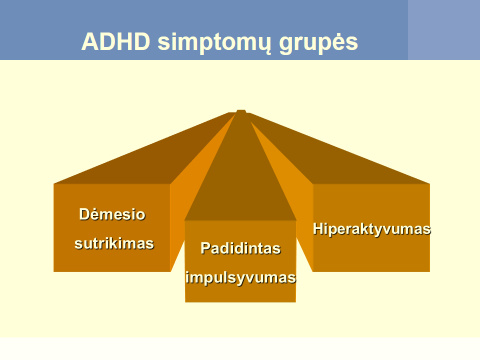 ADHD simptomų grupės
Dėmesio
sutrikimas
Padidintas
impulsyvumas
Hiperaktyvumas